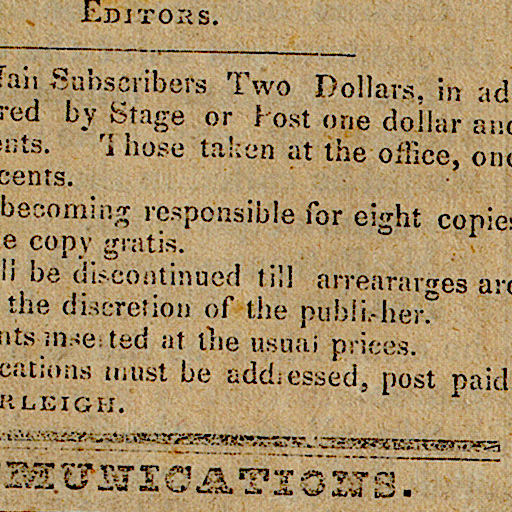 EDITORS.
Mail Subscribers Two Dollars, in ad
red by Stage or Post one dollar and
ents. Those taken at the office, one
cents.
becoming responsible for eight copies
e copy gratis.
ll be discontinued till arreararges are
the discretion of the publisher.
nts inserted at the usual prices.
cations must be addressed, post paid
RLEIGH.
MUNICATIONS.